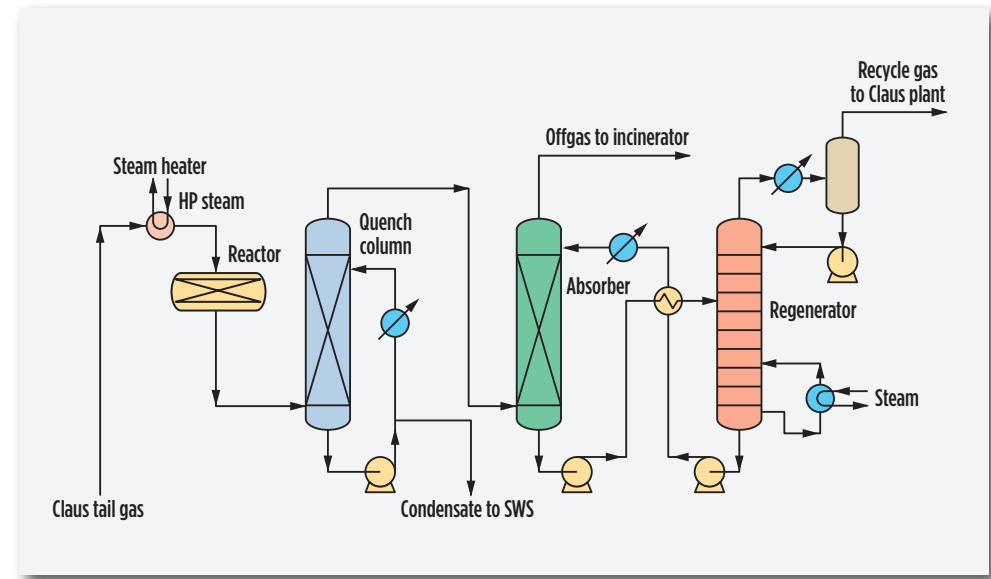 Recycle gas
to Claus plant
Offgas to incinerator
Steam heater
HP steam
Quench
column
Reactor
Absorber
Regenerator
Steam
Claus tail gas
Condensate to SWS